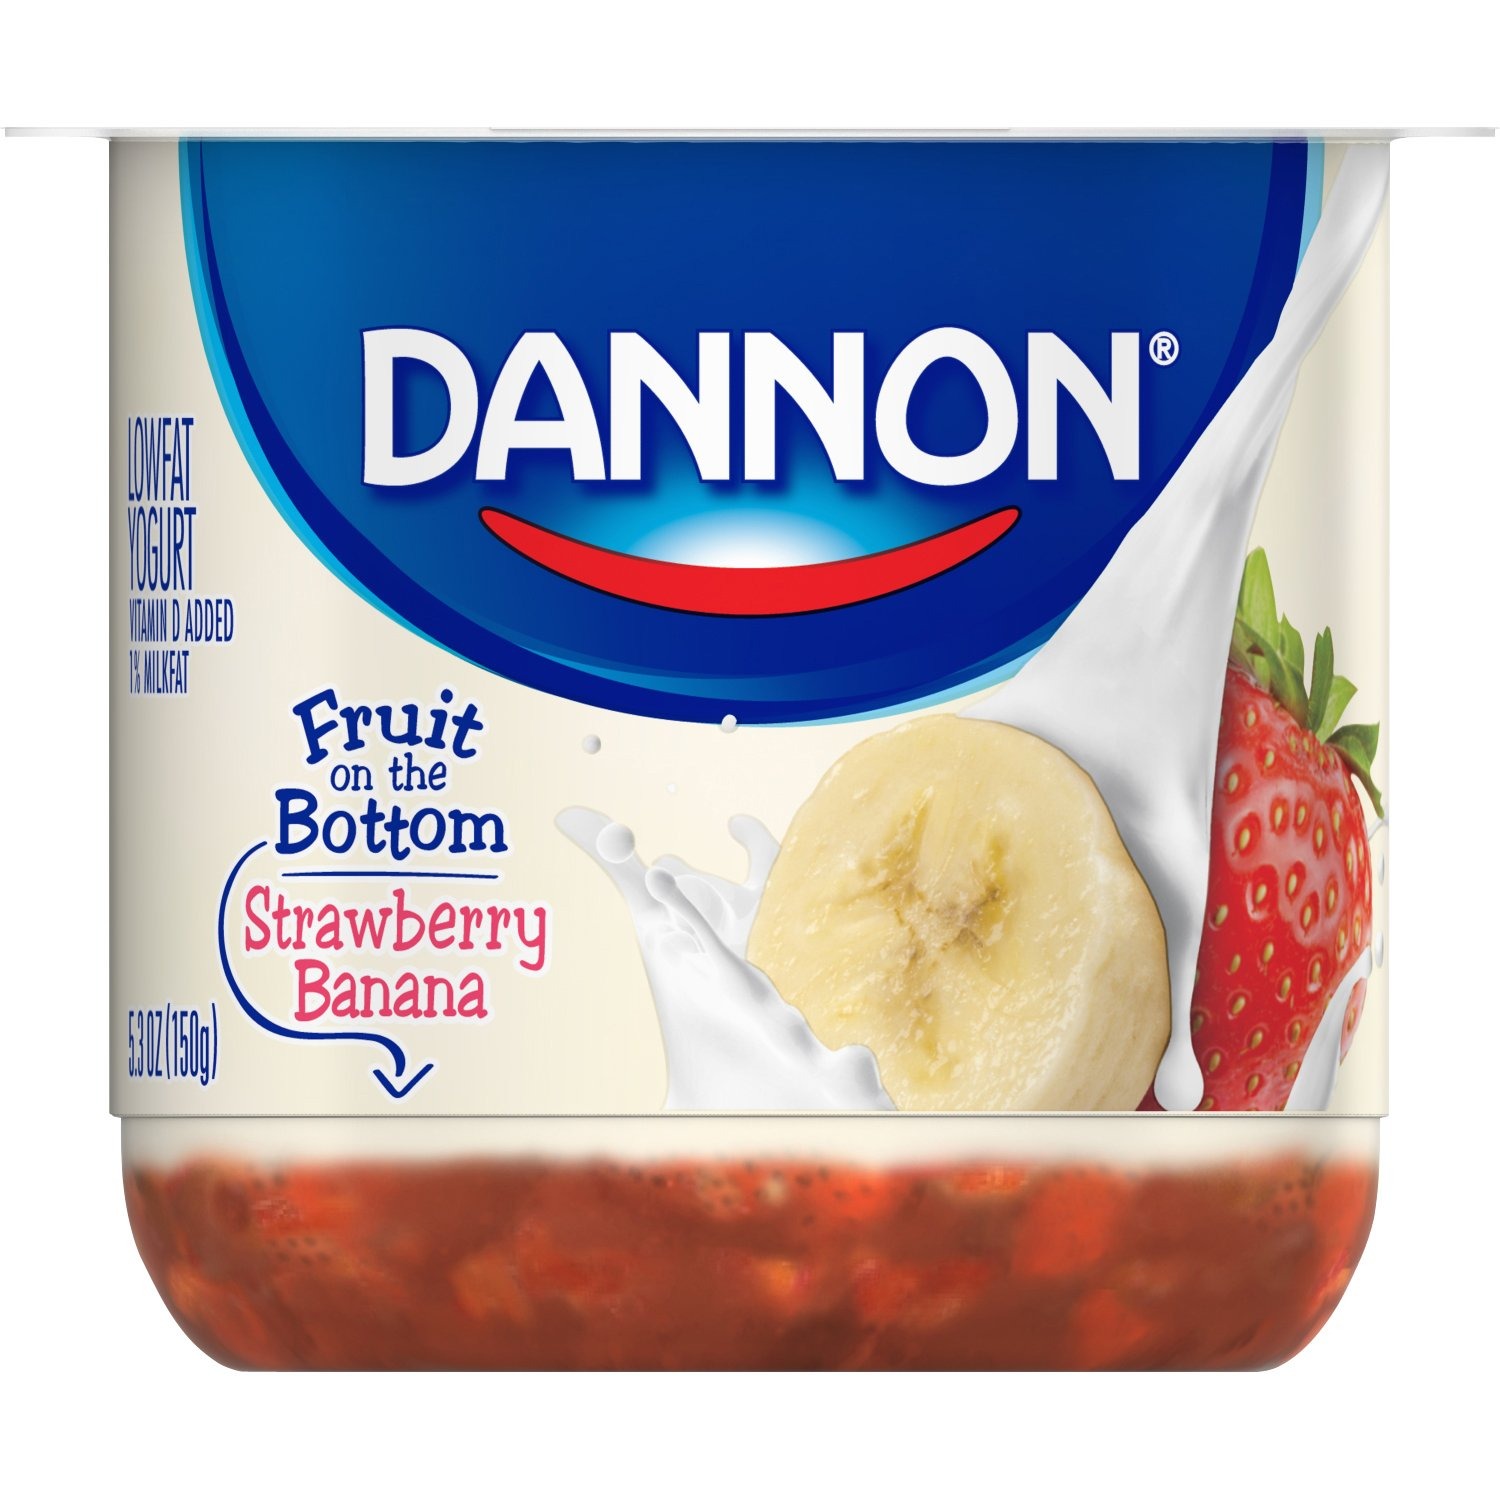 DANNON®
LOWFAT
YOGURT
VITAMIN D ADDED
1% MILKFAT
Fruit
on the
Bottom
Strawberry
Banana
5.3 OZ (150g)